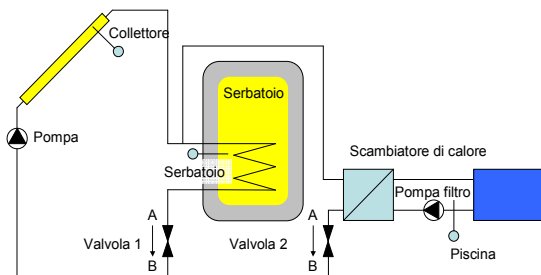 Collettore
Serbatoio
Pompa
Scambiatore di calore
Serbatoio
Pompa filtro
A
A
Valvola 1
Valvola 2
B
B
Piscina